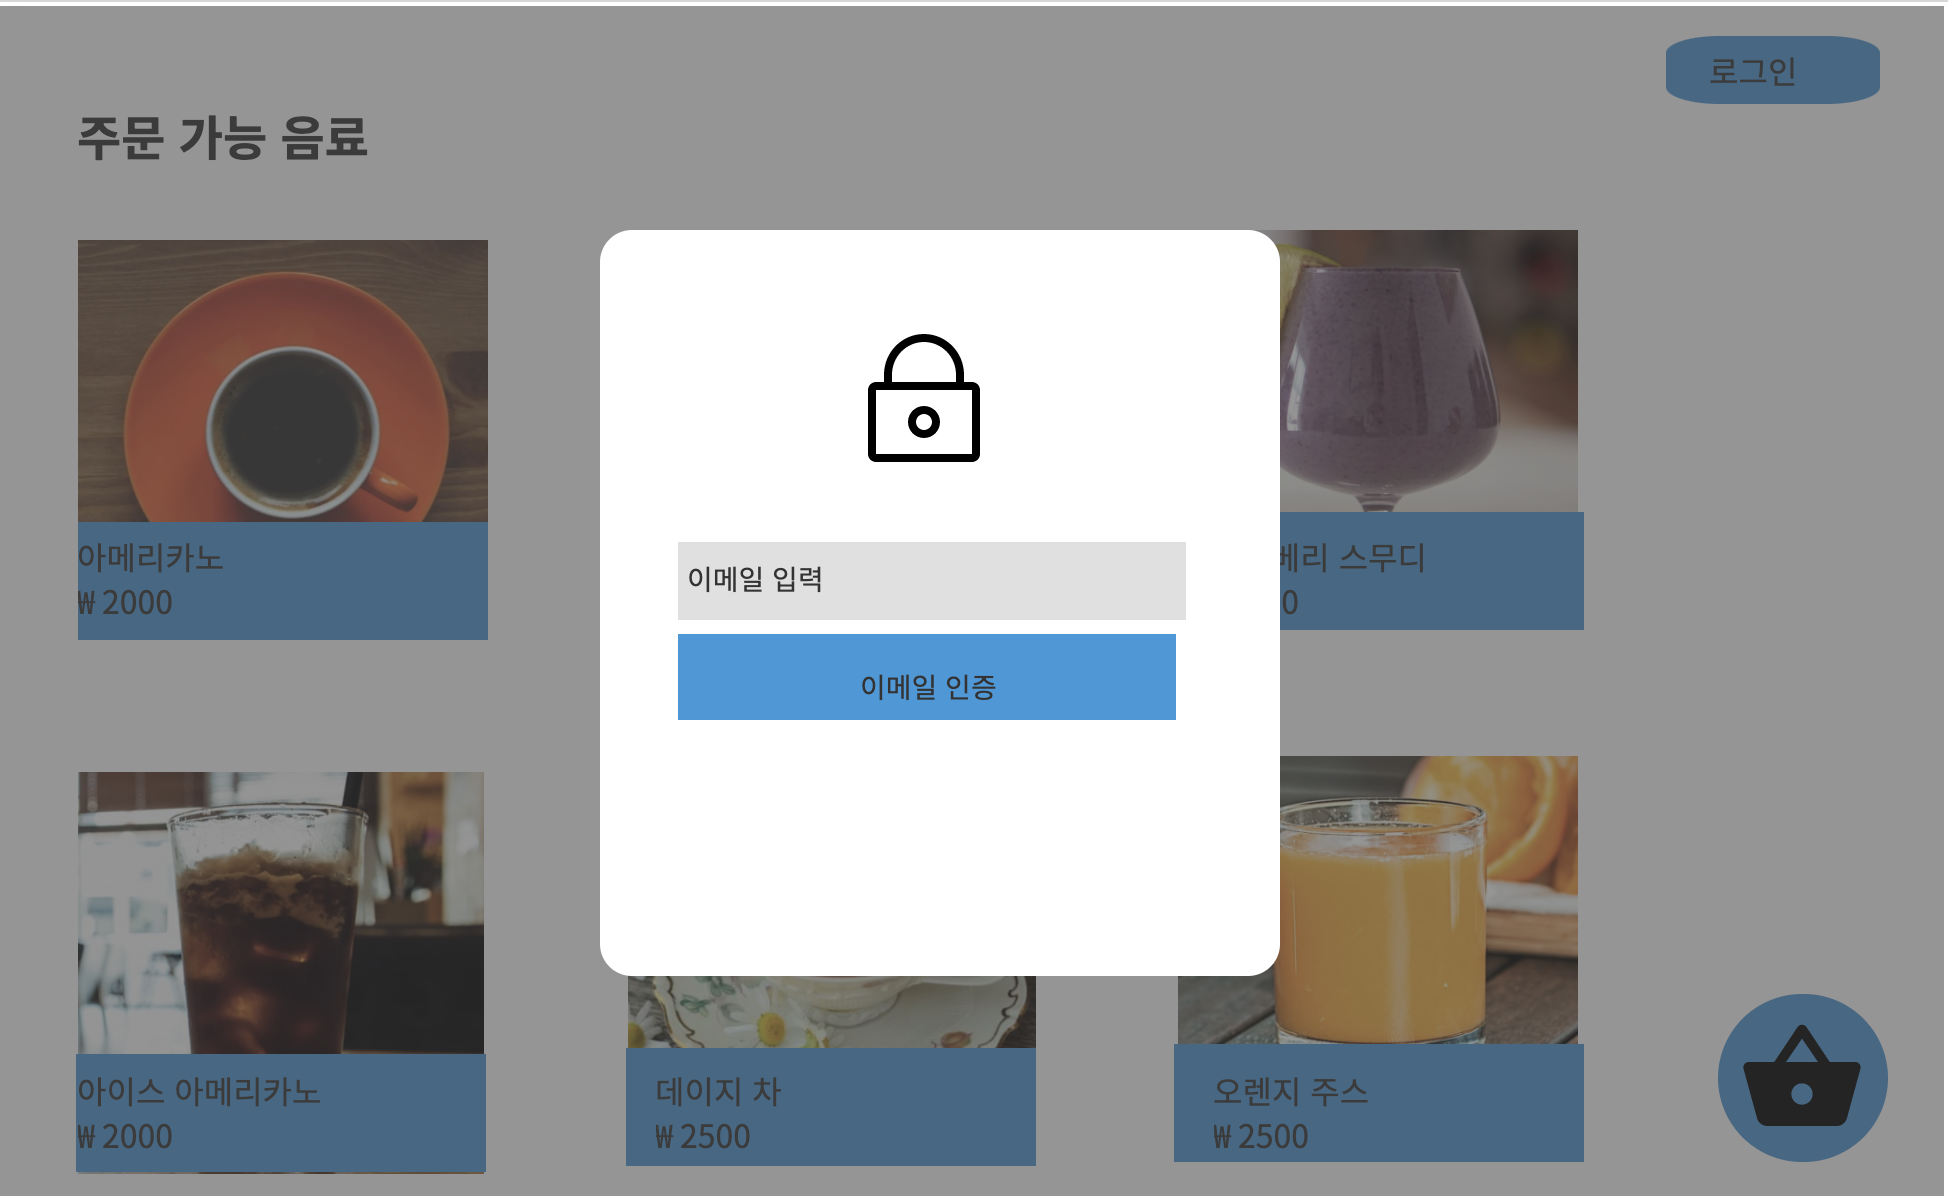 로그인
주문 가능 음료
아메리카노
₩ 2000
베리 스무디
0
이메일 입력
이메일 인증
아이스 아메리카노
₩ 2000
데이지 차
₩ 2500
오렌지 주스
₩ 2500